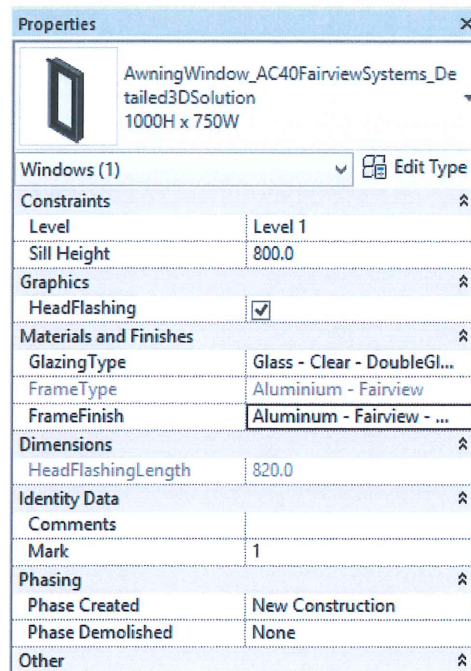 Properties
AwningWindow_AC40FairviewSystems_De
tailed3DSolution
1000H x 750W
Windows (1)
Edit Type
Constraints
Level Level 1
Sill Height 800.0
Graphics
HeadFlashing
Materials and Finishes
GlazingType Glass - Clear - DoubleGl...
FrameType Aluminium - Fairview
FrameFinish Aluminum - Fairview - ...
Dimensions
HeadFlashingLength 820.0
Identity Data
Comments
Mark 1
Phasing
Phase Created New Construction
Phase Demolished None
Other